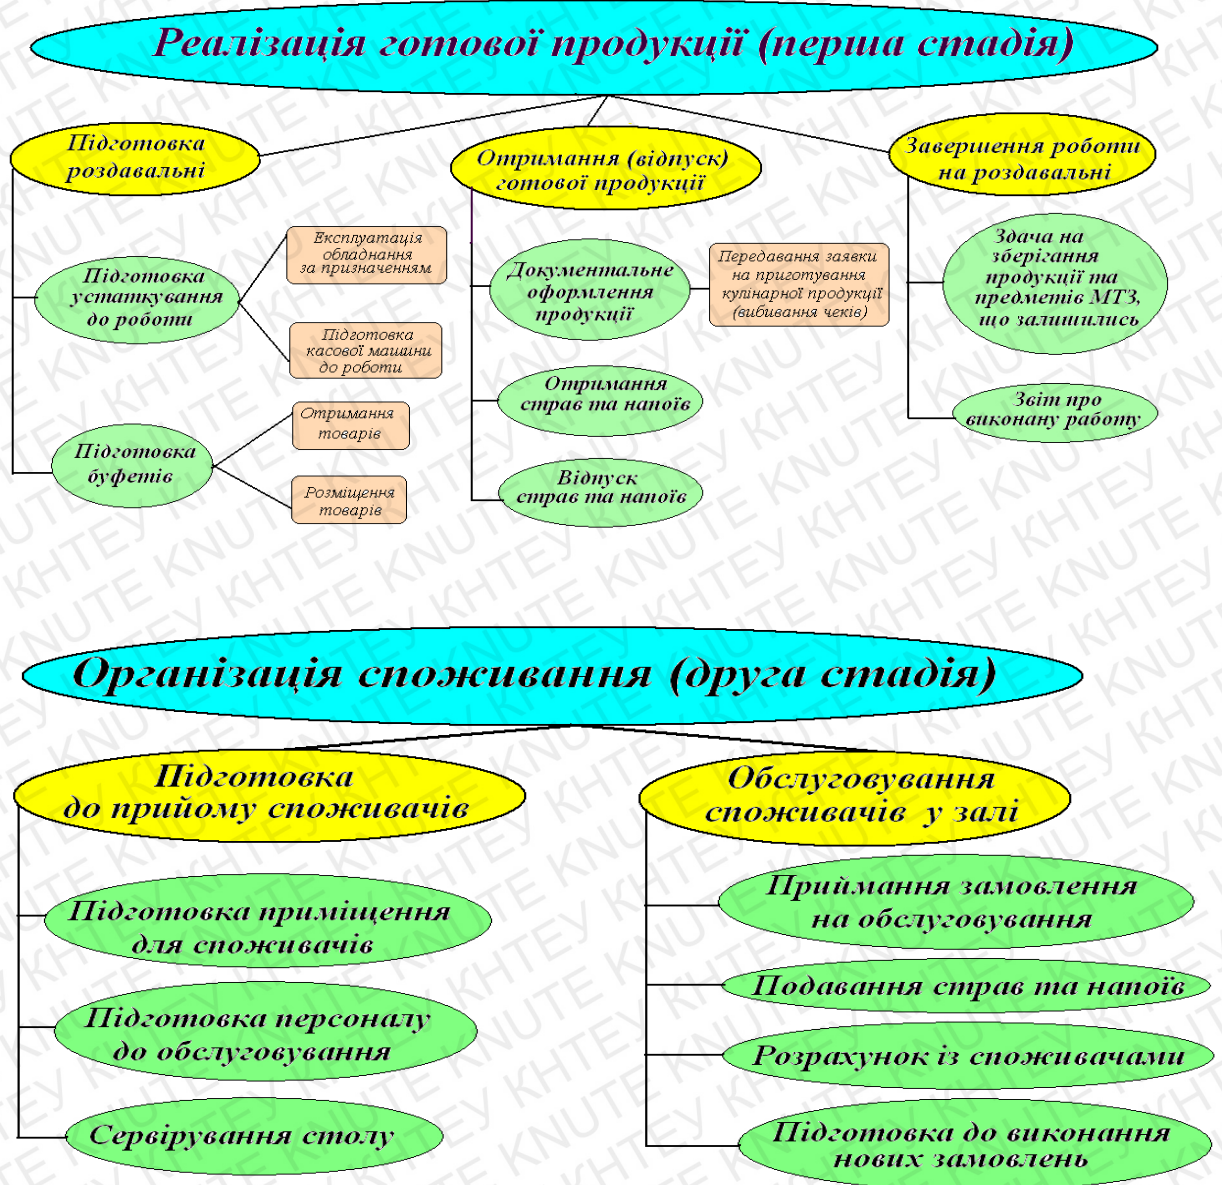 Реалізація готової продукції (перша стадія)
Підготовка
роздавальні
Отримання (відпуск)
готової продукції
Завершення роботи
на роздавальні
Підготовка
устаткування
до роботи
Експлуатація
обладнання
за призначенням
Підготовка
касової машини
до роботи
Підготовка
буфетів
Отримання
товарів
Розміщення
товарів
Документальне
оформлення
продукції
Передавання заявки
на приготування
кулінарної продукції
(вибивання чеків)
Отримання
страв та напоїв
Відпуск
страв та напоїв
Здача на
зберігання
продукції та
предметів МТЗ,
що залишились
Звіт про
виконану работу
Організація споживання (друга стадія)
Підготовка
до прийому споживачів
Підготовка приміщення
для споживачів
Підготовка персоналу
до обслуговування
Сервірування столу
Обслуговування
споживачів у залі
Приймання замовлення
на обслуговування
Подавання страв та напоїв
Розрахунок із споживачами
Підготовка до виконання
нових замовлень